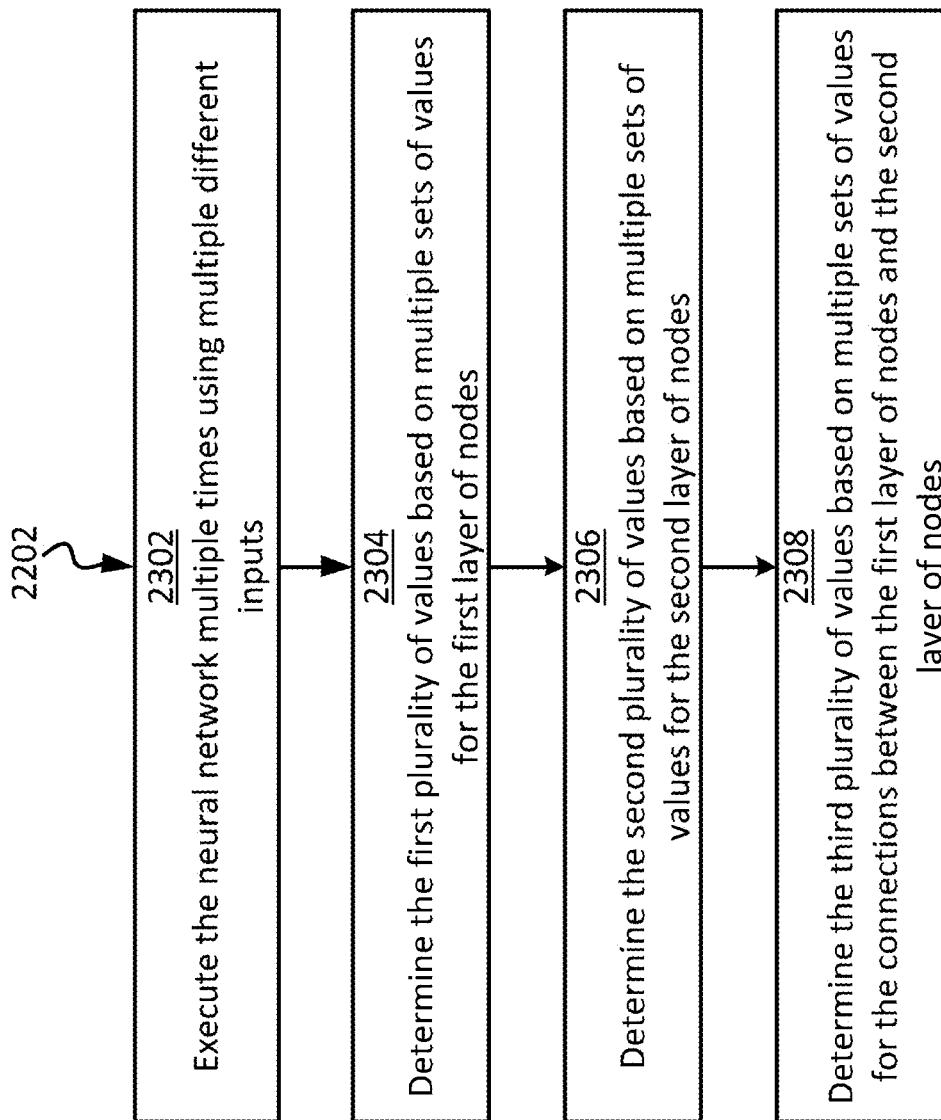 2202
2302
Execute the neural network multiple times using multiple different
inputs
2304
Determine the first plurality of values based on multiple sets of values
for the first layer of nodes
2306
Determine the second plurality of values based on multiple sets of
values for the second layer of nodes
2308
Determine the third plurality of values based on multiple sets of values
for the connections between the first layer of nodes and the second
layer of nodes